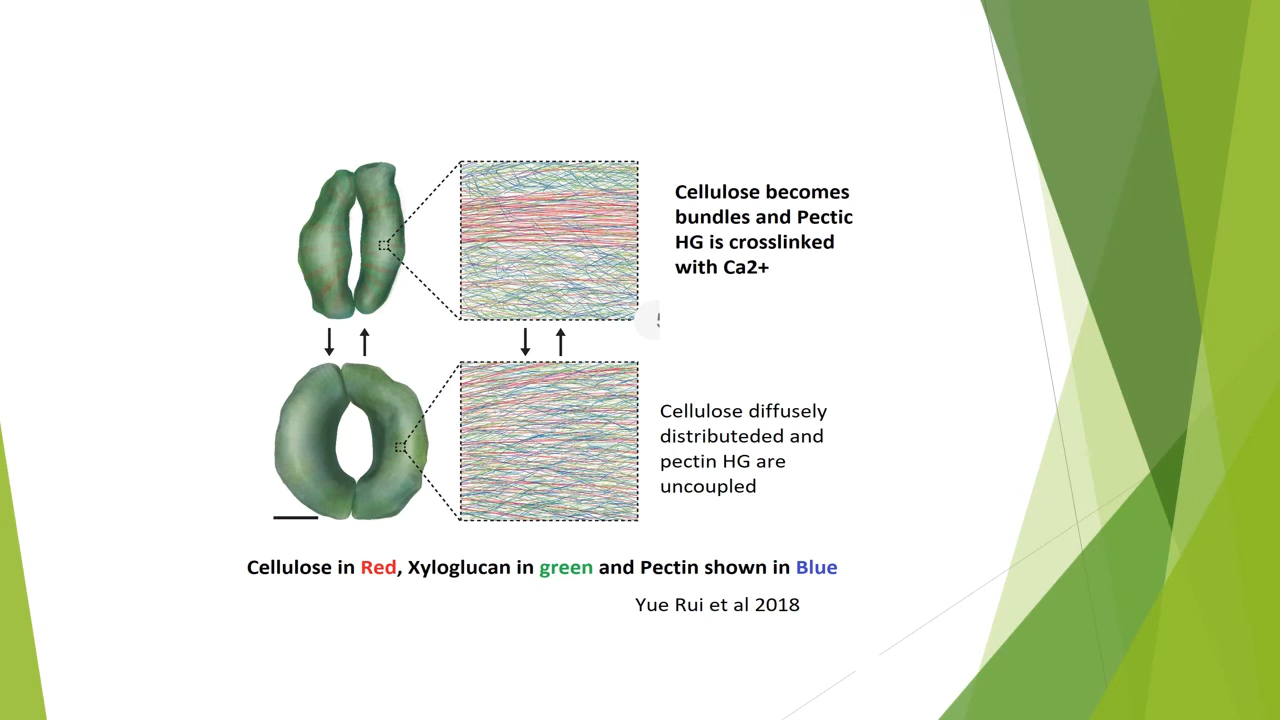 Cellulose becomes
bundles and Pectic
HG is crosslinked
with Ca2+
Cellulose diffusely
distributeded and
pectin HG are
uncoupled
Cellulose in Red, Xyloglucan in green and Pectin shown in Blue
Yue Rui et al 2018